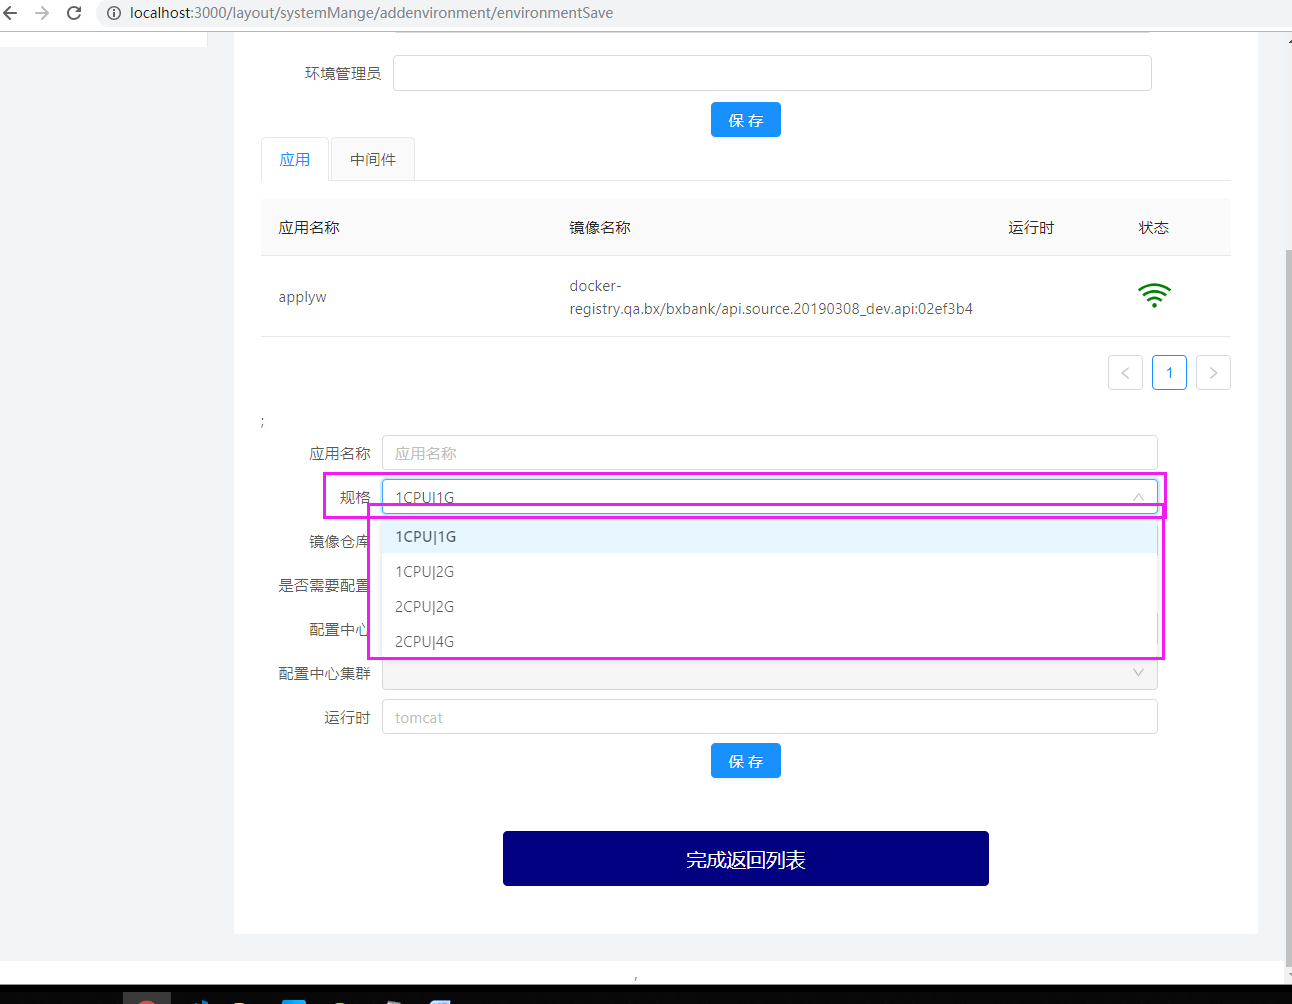 localhost:3000/layout/systemMange/addenvironment/environmentSave
环境管理员
保 存
应用 中间件
应用名称 镜像名称 运行时 状态
applyw
docker-
registry.qa.bx/bxbank/api.source.20190308_dev.api:02ef3b4
1
;
应用名称 应用名称
规格 1CPU|1G
镜像仓库
1CPU|1G
1CPU|2G
是否需要配置
2CPU|2G
配置中心
2CPU|4G
配置中心集群
运行时 tomcat
保 存
完成返回列表
,